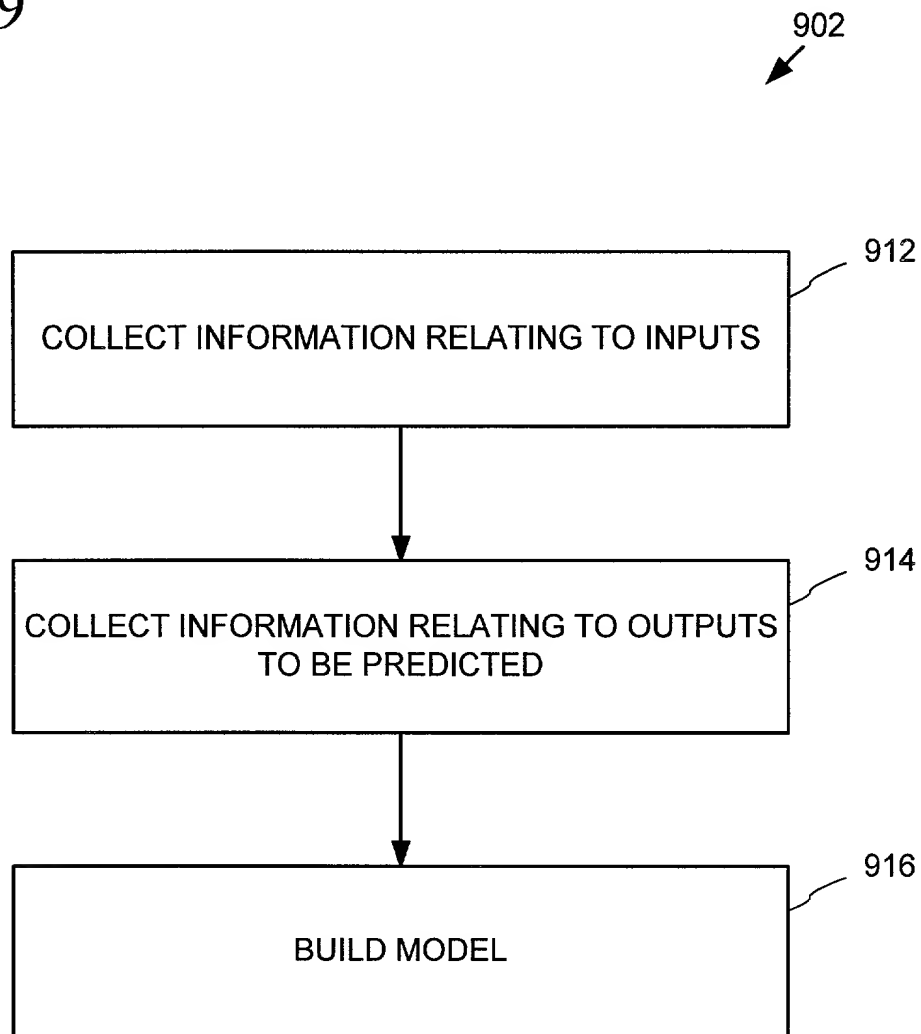 9
902
912
COLLECT INFORMATION RELATING TO INPUTS
914
COLLECT INFORMATION RELATING TO OUTPUTS
TO BE PREDICTED
916
BUILD MODEL